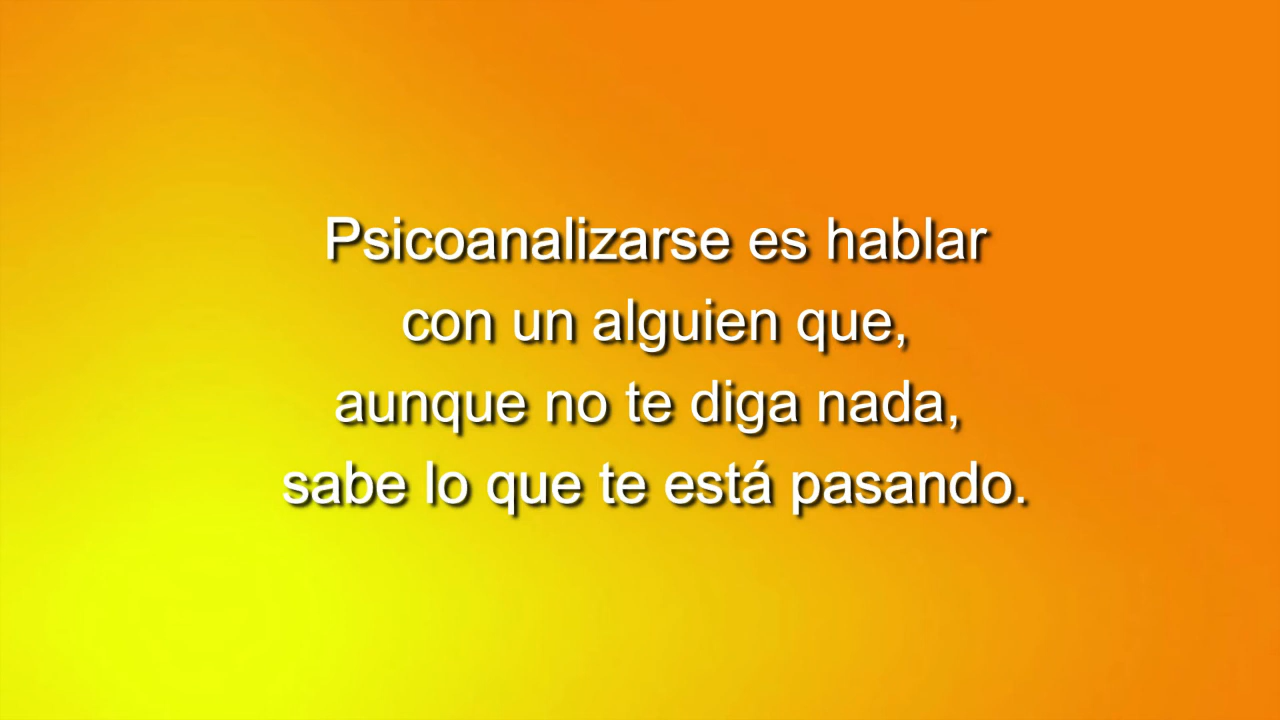 Psicoanalizarse es hablar
con un alguien que,
aunque no te diga nada,
sabe lo que te está pasando.